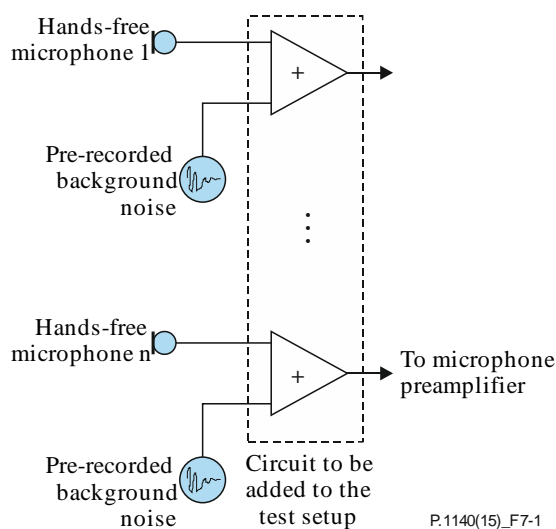 Hands-free
microphone 1
+
Pre-recorded
background
noise
⋮
Hands-free
microphone n
+
To microphone
preamplifier
Pre-recorded
background
noise
Circuit to be
added to the
test setup
P.1140(15)_F7-1